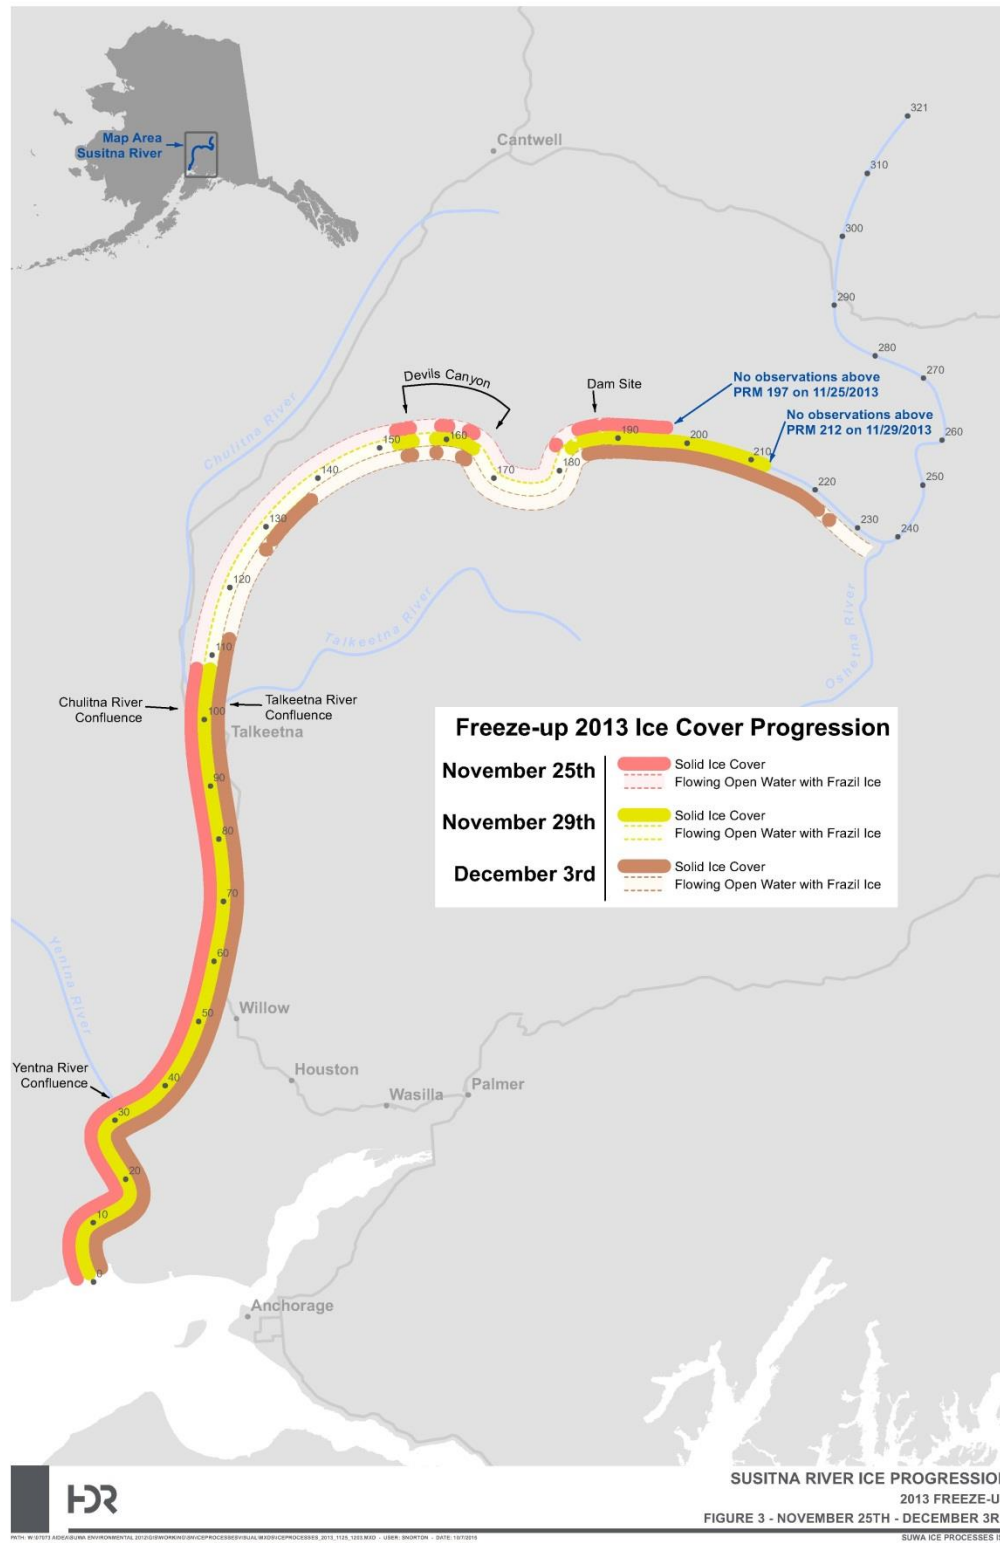 Map Area
Susitna River
Cantwell
321
310
300
290
280
270
260
250
240
230
220
210
200
190
180
170
160
150
140
130
120
110
100
90
80
70
60
50
40
30
20
10
0
Chulitna River
Devils Canyon
Dam Site
No observations above
PRM 197 on 11/25/2013
No observations above
PRM 212 on 11/29/2013
Talkeetna River
Oshetna River
Chulitna River
Confluence
Talkeetna River
Confluence
Talkeetna
Freeze-up 2013 Ice Cover Progression
November 25th
Solid Ice Cover
Flowing Open Water with Frazil Ice
November 29th
Solid Ice Cover
Flowing Open Water with Frazil Ice
December 3rd
Solid Ice Cover
Flowing Open Water with Frazil Ice
Yentna River
Willow
Yentna River
Confluence
Houston
Wasilla
Palmer
Anchorage
HDR
SUSITNA RIVER ICE PROGRESSION
2013 FREEZE-U
FIGURE 3 - NOVEMBER 25TH - DECEMBER 3R
SUWA ICE PROCESSES IS